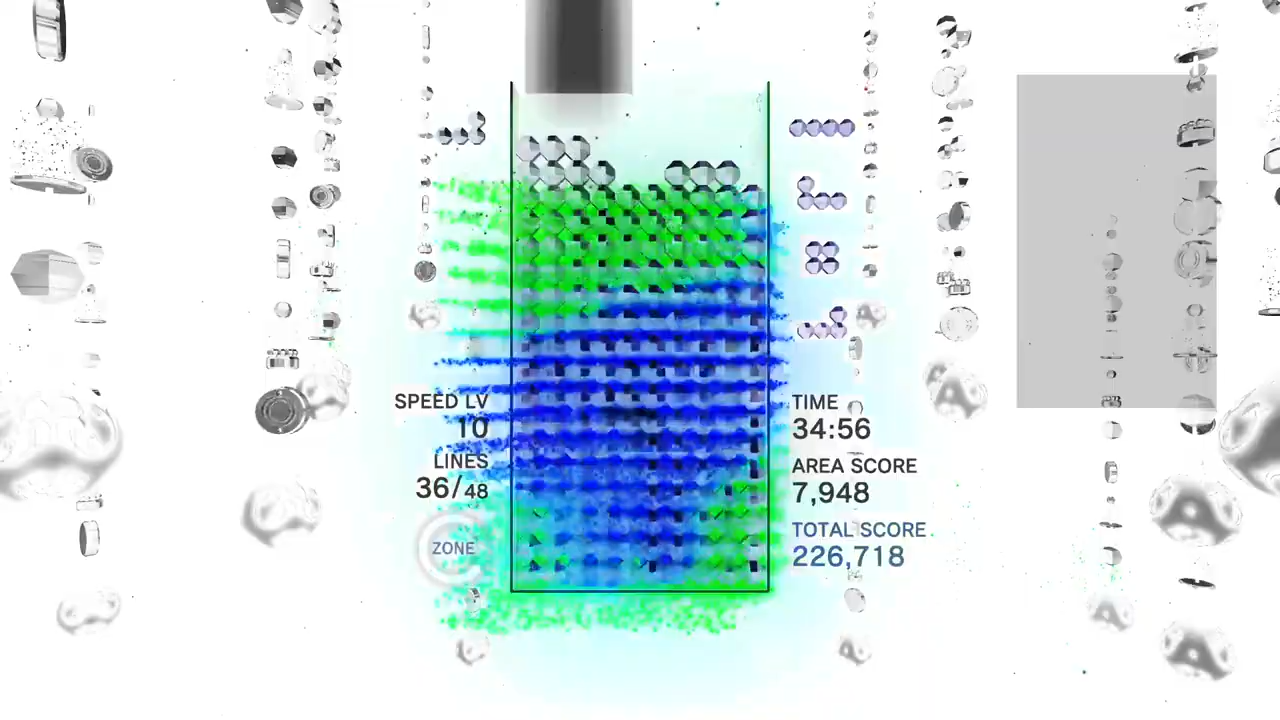 SPEED LV
10
LINES
36/48
ZONE
TIME
34:56
AREA SCORE
7,948
TOTAL SCORE
226,718